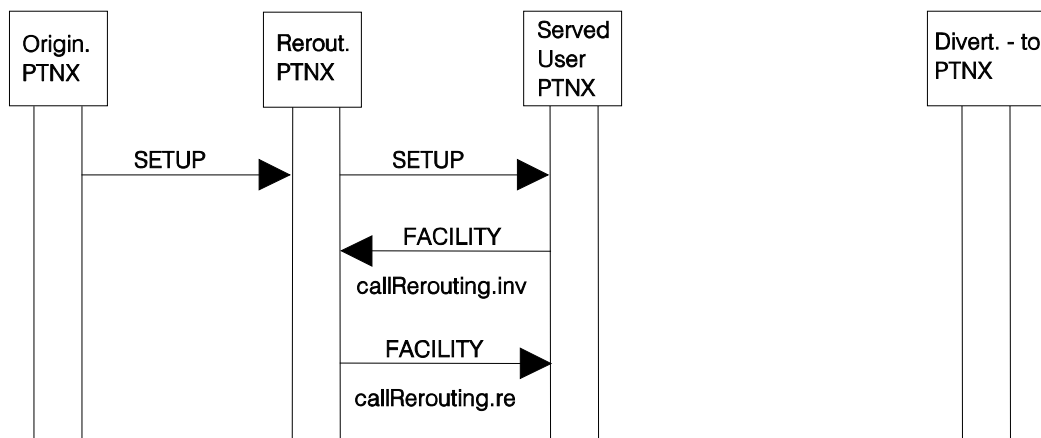 Origin.
PTNX
Rerout.
PTNX
Served
User
PTNX
Divert. - to
PTNX
SETUP
SETUP
FACILITY
callRerouting.inv
FACILITY
callRerouting.re